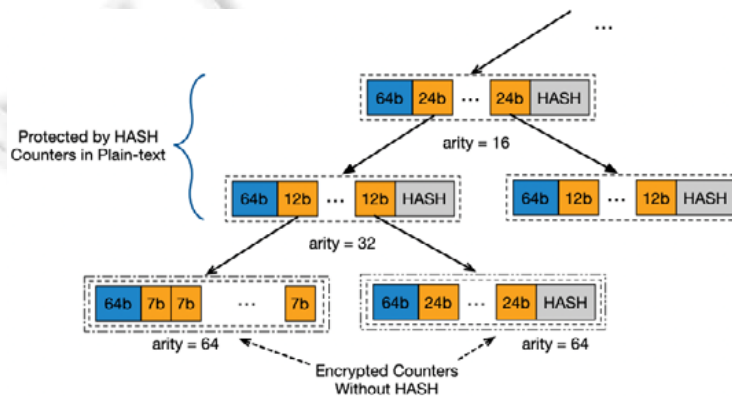 ...
64b 24b ... 24b HASH
Protected by HASH
Counters in Plain-text
arity = 16
64b 12b ... 12b HASH
64b 12b ... 12b HASH
arity = 32
64b 7b 7b ... 7b
64b 24b ... 24b HASH
arity = 64
arity = 64
Encrypted Counters
Without HASH